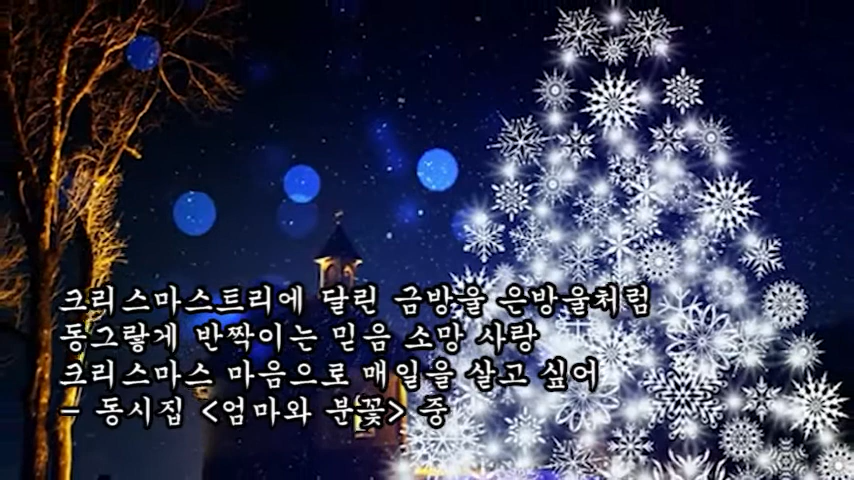 크리스마스트리에 달린 금방울 은방울처럼
동그랗게 반짝이는 믿음 소망 사랑
크리스마스 마음으로 매일을 살고 싶어
- 동시집 <엄마와 분꽃> 중